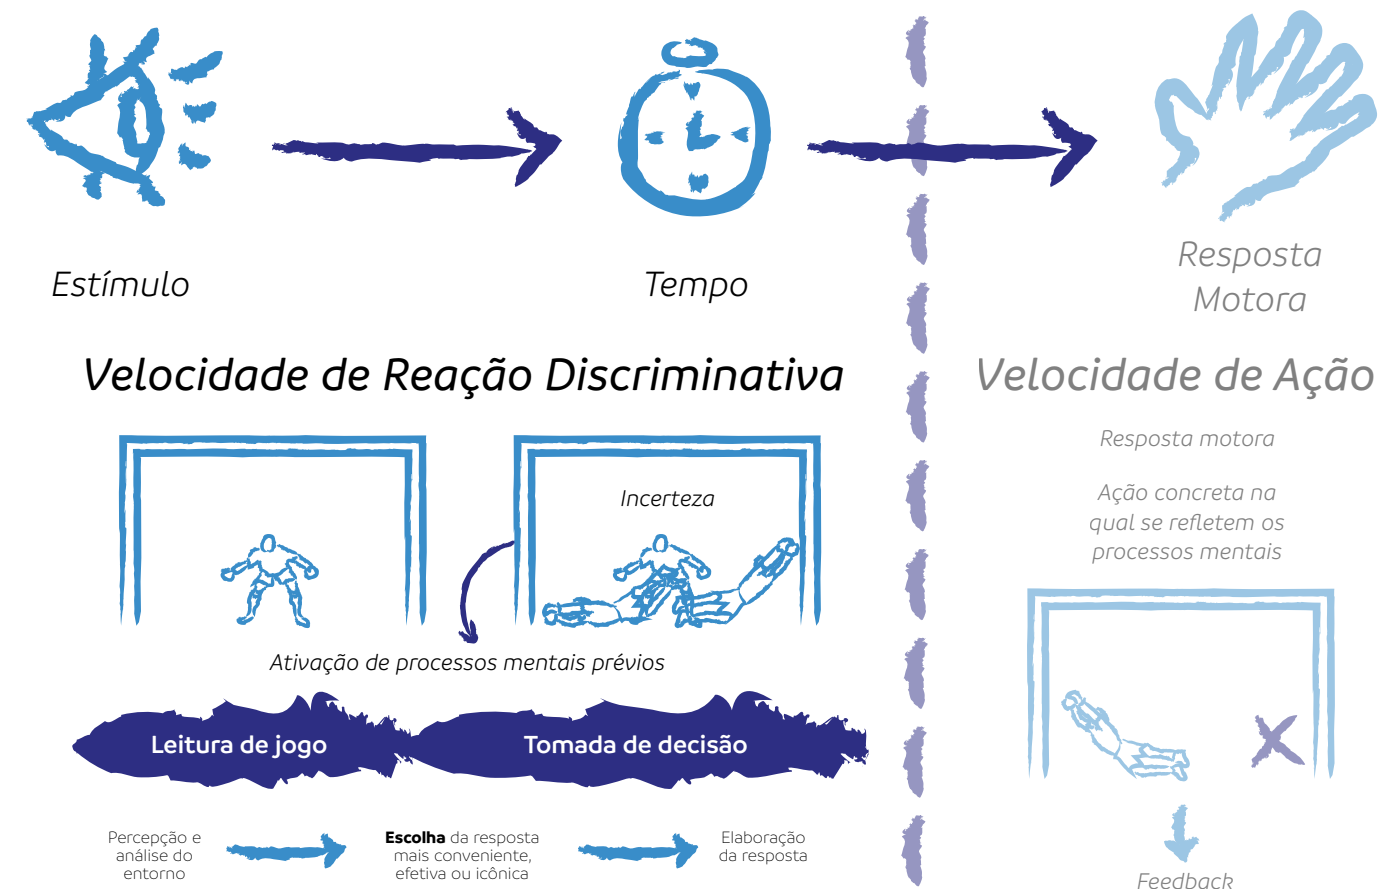 Estímulo
Tempo
Resposta
Motora
Velocidade de Reação Discriminativa
Velocidade de Ação
Resposta motora
Ação concreta na
qual se refletem os
processos mentais
Incerteza
Ativação de processos mentais prévios
Leitura de jogo
Tomada de decisão
Percepção e
análise do
entorno
Escolha da resposta
mais conveniente,
efetiva ou icônica
Elaboração
da resposta
Feedback